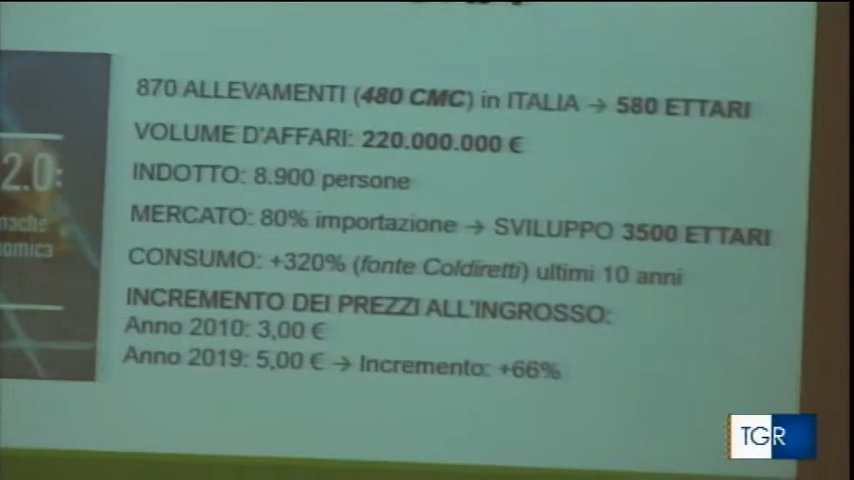 870 ALLEVAMENTI (480 CMC) in ITALIA → 580 ETTARI
VOLUME D'AFFARI: 220.000.000 €
INDOTTO: 8.900 persone
MERCATO: 80% importazione → SVILUPPO 3500 ETTARI
CONSUMO: +320% (fonte Coldiretti) ultimi 10 anni
INCREMENTO DEI PREZZI ALL'INGROSSO:
Anno 2010: 3,00 €
Anno 2019: 5,00 € → Incremento: +66%
2.0:
TGR